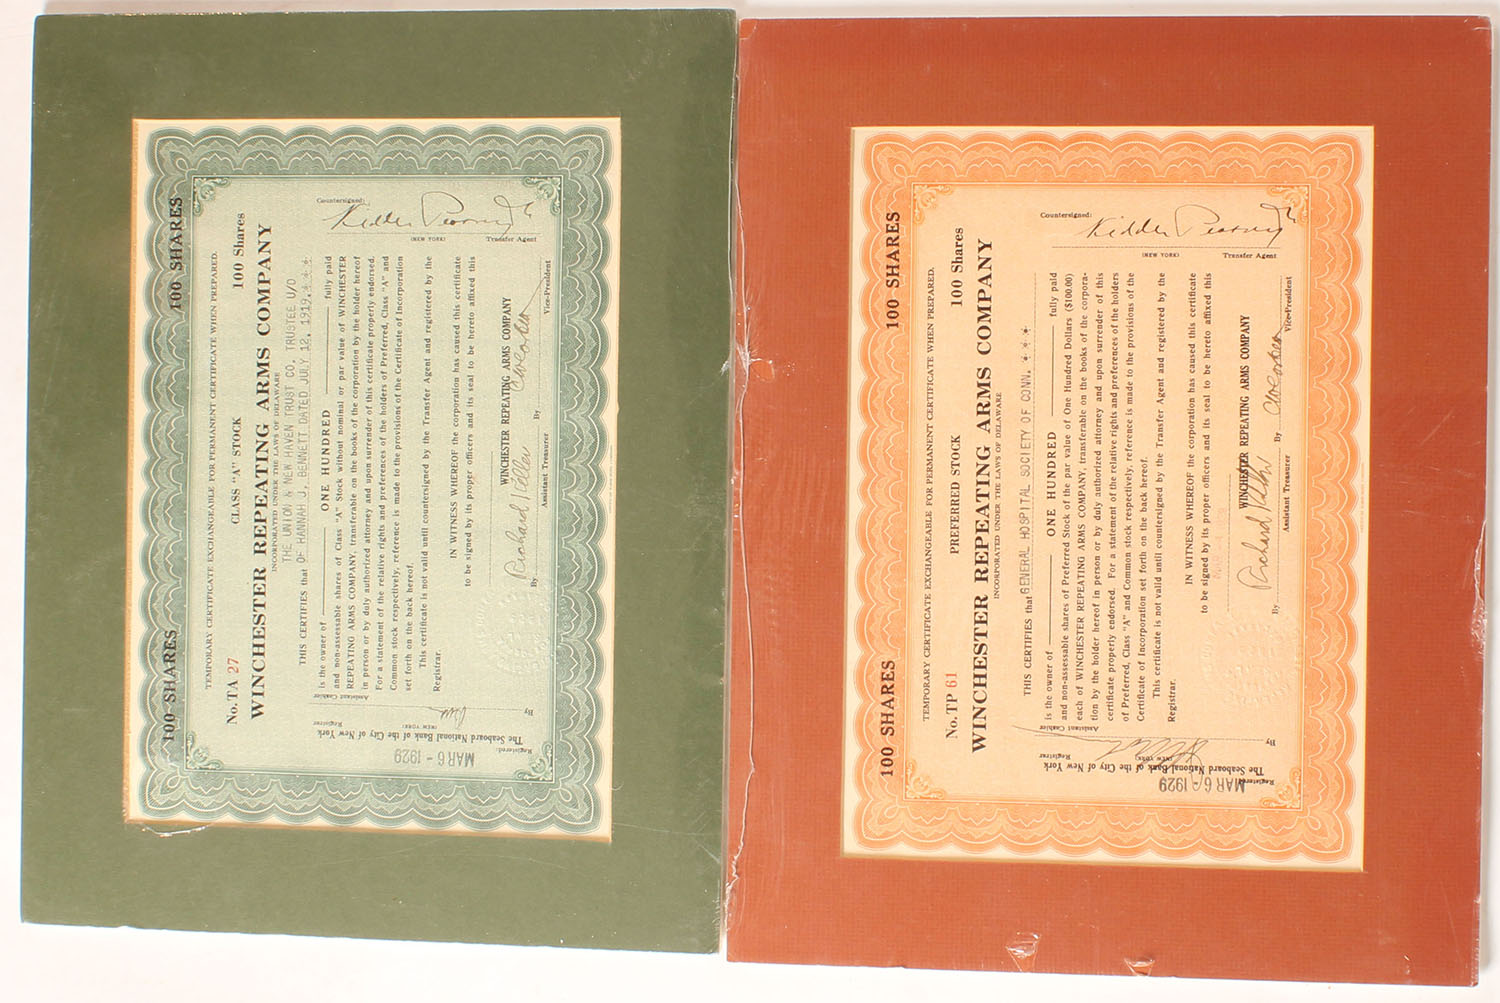 100 SHARES 100 SHARES
TEMPORARY CERTIFICATE EXCHANGEABLE FOR PERMANENT CERTIFICATE WHEN PREPARED.
No. TA 27 CLASS "A" STOCK 100 Shares
WINCHESTER REPEATING ARMS COMPANY
INCORPORATED UNDER THE LAWS OF DELAWARE
THE UNION & NEW HAVEN TRUST CO, TRUSTEE U/O
THIS CERTIFIES that OF HANNAH J. BENNETT DATED JULY 12, 1919.***
is the owner of ONE HUNDRED fully paid
and non-assessable shares of Class "A" Stock without nominal or par value of WINCHESTER
REPEATING ARMS COMPANY, transferable on the books of the corporation by the holder hereof
in person or by duly authorized attorney and upon surrender of this certificate properly endorsed.
For a statement of the relative rights and preferences of the holders of Preferred, Class "A" and
Common stock respectively, reference is made to the provisions of the Certificate of Incorporation
set forth on the back hereof.
This certificate is not valid until countersigned by the Transfer Agent and registered by the
Registrar.
IN WITNESS WHEREOF the corporation has caused this certificate
to be signed by its proper officers and its seal to be hereto affixed this
WINCHESTER REPEATING ARMS COMPANY
By Richard Keller By
Assistant Treasurer Vice-President
Countersigned:
Kidder Peabody
(NEW YORK) Transfer Agent
Registered: MAR 6 - 1929
The Seaboard National Bank of the City of New York
(NEW YORK) Registrar
By
Assistant Cashier
100 SHARES 100 SHARES
TEMPORARY CERTIFICATE EXCHANGEABLE FOR PERMANENT CERTIFICATE WHEN PREPARED.
No. TP 61 PREFERRED STOCK 100 Shares
WINCHESTER REPEATING ARMS COMPANY
INCORPORATED UNDER THE LAWS OF DELAWARE
THIS CERTIFIES that GENERAL HOSPITAL SOCIETY OF CONN. ***
is the owner of ONE HUNDRED fully paid
and non-assessable shares of Preferred Stock of the par value of One Hundred Dollars ($100.00)
each of WINCHESTER REPEATING ARMS COMPANY, transferable on the books of the corpora-
tion by the holder hereof in person or by duly authorized attorney and upon surrender of this
certificate properly endorsed. For a statement of the relative rights and preferences of the holders
of Preferred, Class "A" and Common stock respectively, reference is made to the provisions of the
Certificate of Incorporation set forth on the back hereof.
This certificate is not valid until countersigned by the Transfer Agent and registered by the
Registrar.
IN WITNESS WHEREOF the corporation has caused this certificate
to be signed by its proper officers and its seal to be hereto affixed this
WINCHESTER REPEATING ARMS COMPANY
By Richard Keller By
Assistant Treasurer Vice-President
Countersigned:
Kidder Peabody
(NEW YORK) Transfer Agent
Registered MAR 6 - 1929
The Seaboard National Bank of the City of New York
(NEW YORK) Registrar
By
Assistant Cashier